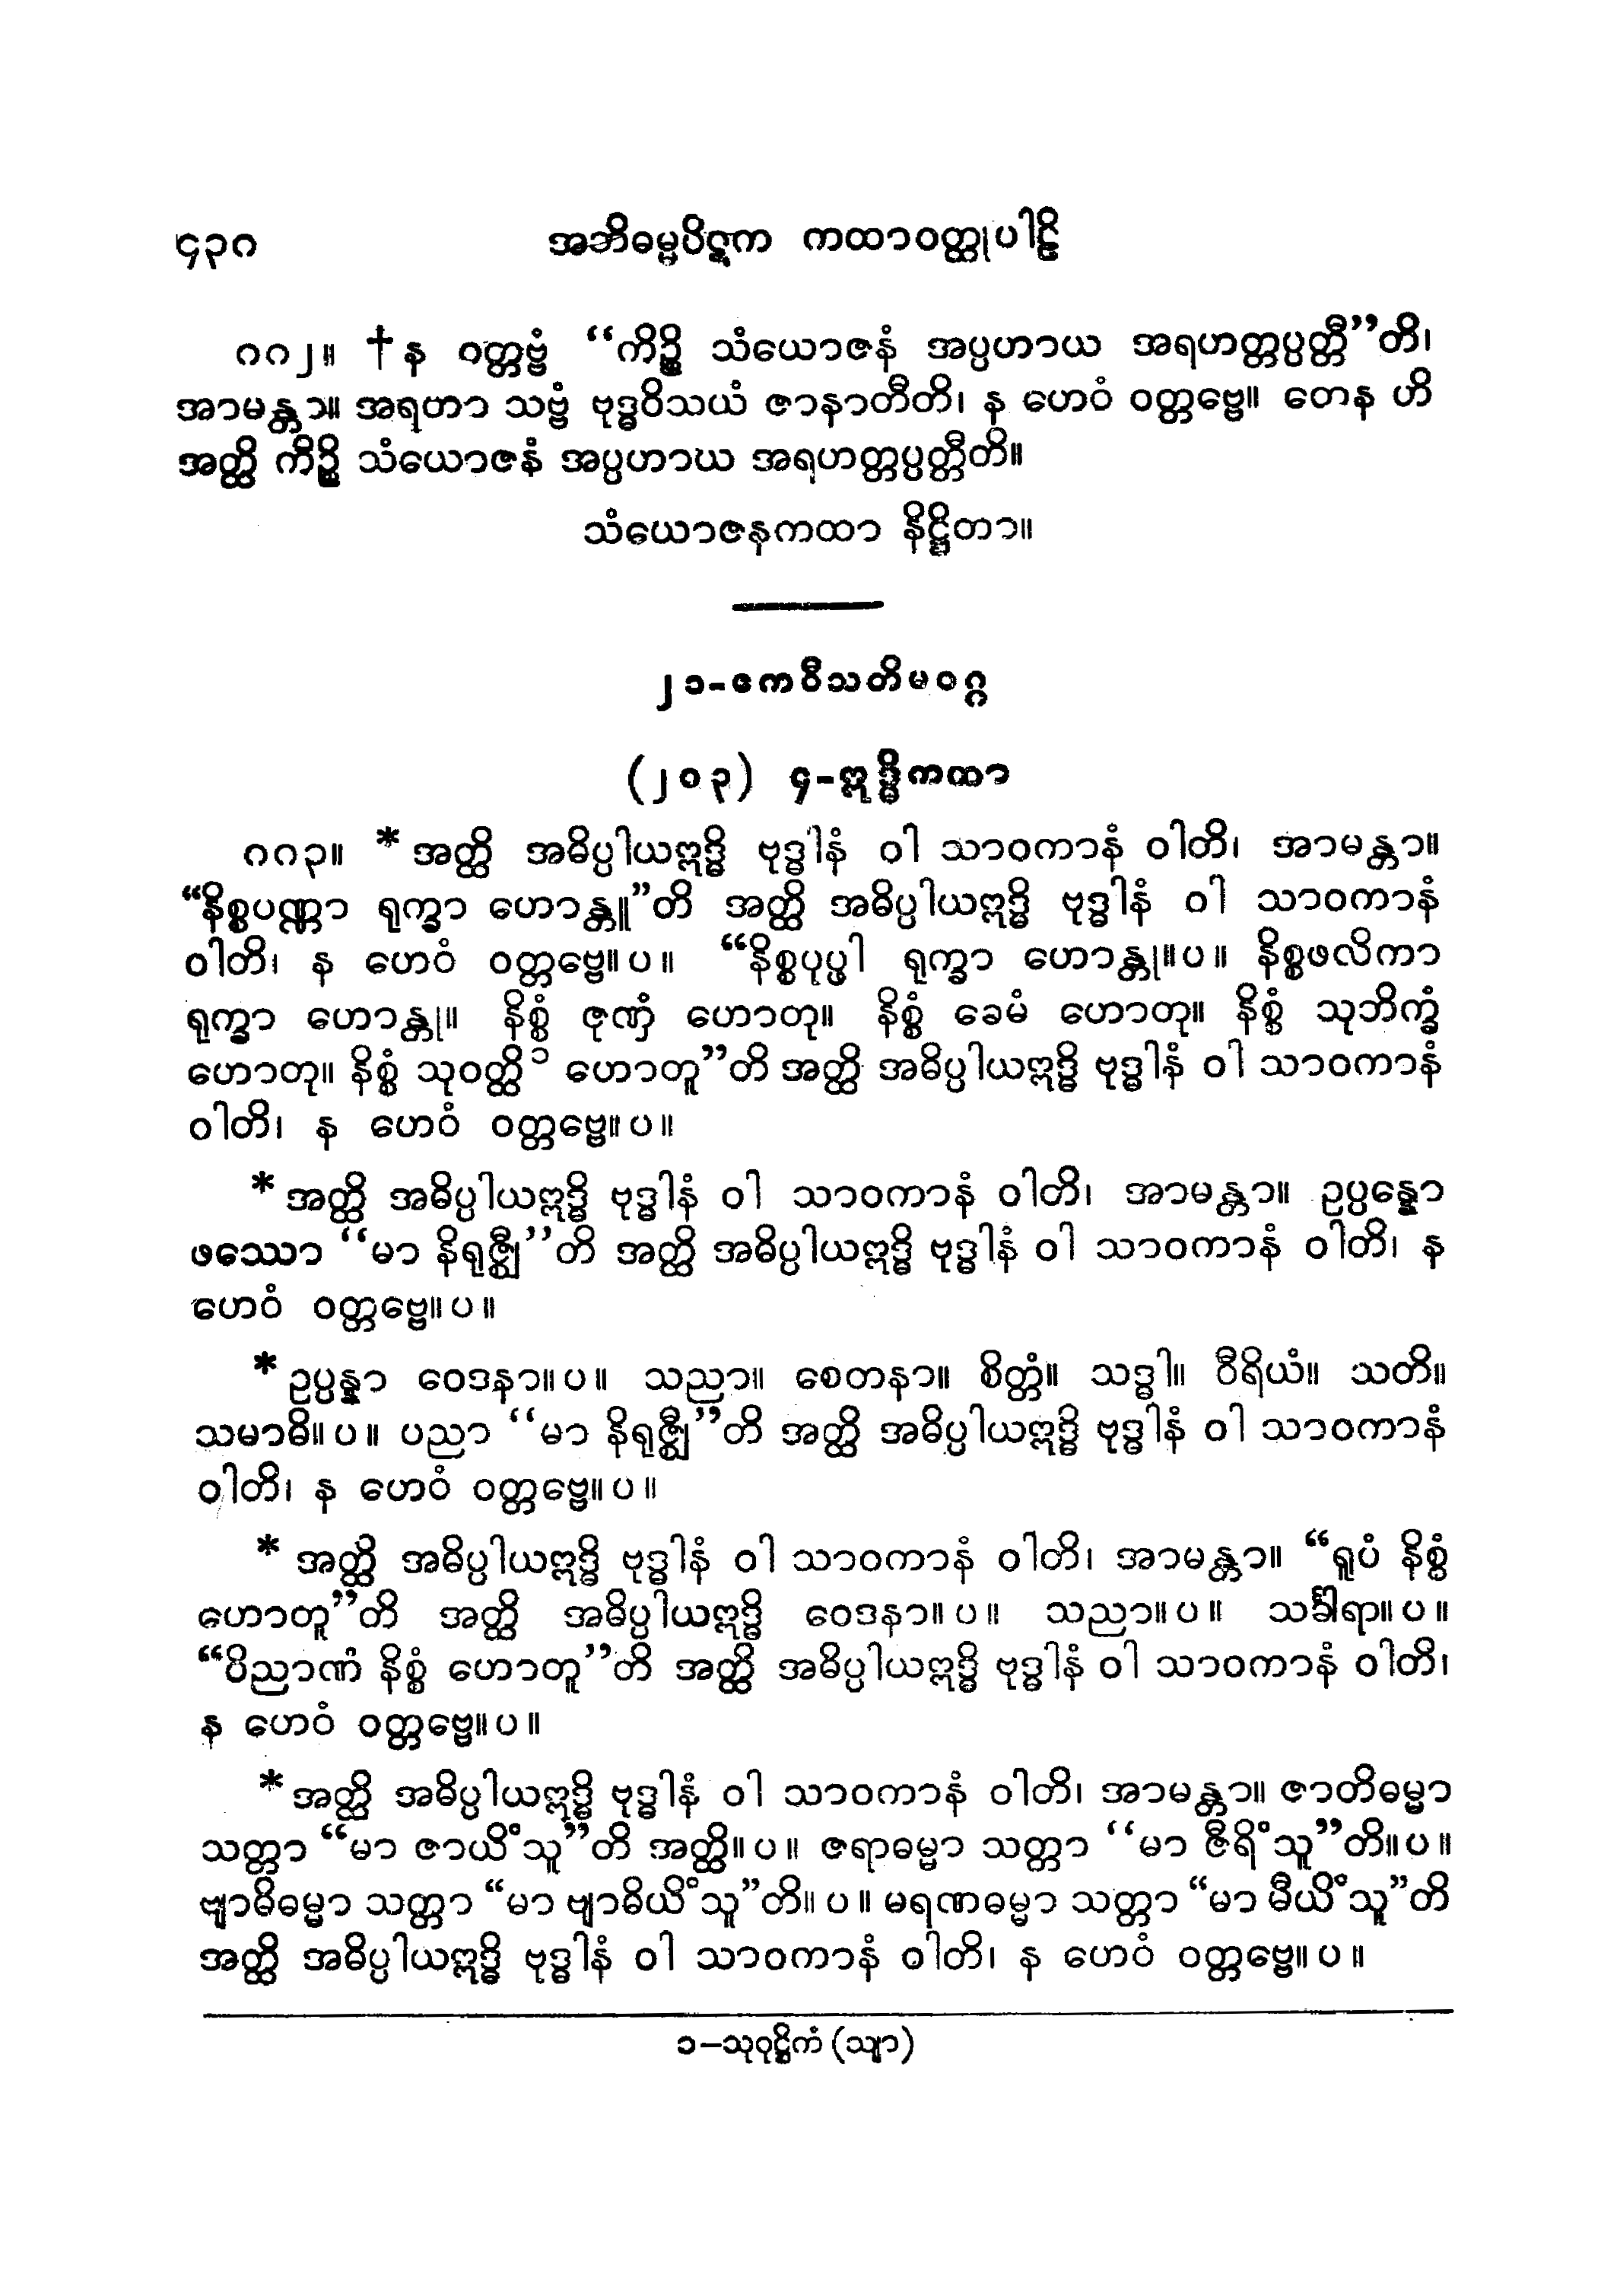 ၄၃၈ အဘိဓမ္မပိဋက ကထာဝတ္ထုပါဠိ
၈၈၂။ †န ဝတ္တဗ္ဗံ “ကိဉ္စိ သံယောဇနံ အပ္ပဟာယ အရဟတ္တပ္ပတ္တီ”တိ၊
အာမန္တာ။ အရဟာ သဗ္ဗံ ဗုဒ္ဓဝိသယံ ဇာနာတီတိ၊ န ဟေဝံ ဝတ္တဗ္ဗေ။ တေန ဟိ
အတ္ထိ ကိဉ္စိ သံယောဇနံ အပ္ပဟာယ အရဟတ္တပ္ပတ္တီတိ။
သံယောဇနကထာ နိဋ္ဌိတာ။
၂၁-ဧကဝီသတိမဝဂ္ဂ
(၂၀၃) ၄-ဣဒ္ဓိကထာ
၈၈၃။ *အတ္ထိ အဓိပ္ပါယဣဒ္ဓိ ဗုဒ္ဓါနံ ဝါ သာဝကာနံ ဝါတိ၊ အာမန္တာ။
“နိစ္စပဏ္ဏာ ရုက္ခာ ဟောန္တူ”တိ အတ္ထိ အဓိပ္ပါယဣဒ္ဓိ ဗုဒ္ဓါနံ ဝါ သာဝကာနံ
ဝါတိ၊ န ဟေဝံ ဝတ္တဗ္ဗေ။ပ။ “နိစ္စပုပ္ဖါ ရုက္ခာ ဟောန္တု။ပ။ နိစ္စဖလိကာ
ရုက္ခာ ဟောန္တု။ နိစ္စံ ဇုဏှံ ဟောတု။ နိစ္စံ ခေမံ ဟောတု။ နိစ္စံ သုဘိက္ခံ
ဟောတု။ နိစ္စံ သုဝတ္ထိ ၁ ဟောတူ”တိ အတ္ထိ အဓိပ္ပါယဣဒ္ဓိ ဗုဒ္ဓါနံ ဝါ သာဝကာနံ
ဝါတိ၊ န ဟေဝံ ဝတ္တဗ္ဗေ။ပ။
*အတ္ထိ အဓိပ္ပါယဣဒ္ဓိ ဗုဒ္ဓါနံ ဝါ သာဝကာနံ ဝါတိ၊ အာမန္တာ။ ဥပ္ပန္နော
ဖဿော “မာ နိရုဇ္ဈီ”တိ အတ္ထိ အဓိပ္ပါယဣဒ္ဓိ ဗုဒ္ဓါနံ ဝါ သာဝကာနံ ဝါတိ၊ န
ဟေဝံ ဝတ္တဗ္ဗေ။ပ။
*ဥပ္ပန္နာ ဝေဒနာ။ပ။ သညာ။ စေတနာ။ စိတ္တံ။ သဒ္ဓါ။ ဝီရိယံ။ သတိ။
သမာဓိ။ပ။ ပညာ “မာ နိရုဇ္ဈီ”တိ အတ္ထိ အဓိပ္ပါယဣဒ္ဓိ ဗုဒ္ဓါနံ ဝါ သာဝကာနံ
ဝါတိ၊ န ဟေဝံ ဝတ္တဗ္ဗေ။ပ။
*အတ္ထိ အဓိပ္ပါယဣဒ္ဓိ ဗုဒ္ဓါနံ ဝါ သာဝကာနံ ဝါတိ၊ အာမန္တာ။ “ရူပံ နိစ္စံ
ဟောတူ”တိ အတ္ထိ အဓိပ္ပါယဣဒ္ဓိ ဝေဒနာ။ပ။ သညာ။ပ။ သင်္ခါရာ။ပ။
“ဝိညာဏံ နိစ္စံ ဟောတူ”တိ အတ္ထိ အဓိပ္ပါယဣဒ္ဓိ ဗုဒ္ဓါနံ ဝါ သာဝကာနံ ဝါတိ၊
န ဟေဝံ ဝတ္တဗ္ဗေ။ပ။
*အတ္ထိ အဓိပ္ပါယဣဒ္ဓိ ဗုဒ္ဓါနံ ဝါ သာဝကာနံ ဝါတိ၊ အာမန္တာ။ ဇာတိဓမ္မာ
သတ္တာ “မာ ဇာယိံသူ”တိ အတ္ထိ။ပ။ ဇရာဓမ္မာ သတ္တာ “မာ ဇီရိံသူ”တိ။ပ။
ဗျာဓိဓမ္မာ သတ္တာ “မာ ဗျာဓိယိံသူ”တိ။ပ။ မရဏဓမ္မာ သတ္တာ “မာ မီယိံသူ”တိ
အတ္ထိ အဓိပ္ပါယဣဒ္ဓိ ဗုဒ္ဓါနံ ဝါ သာဝကာနံ ဝါတိ၊ န ဟေဝံ ဝတ္တဗ္ဗေ။ပ။
၁–သုဝုဋ္ဌိကံ (သျာ)